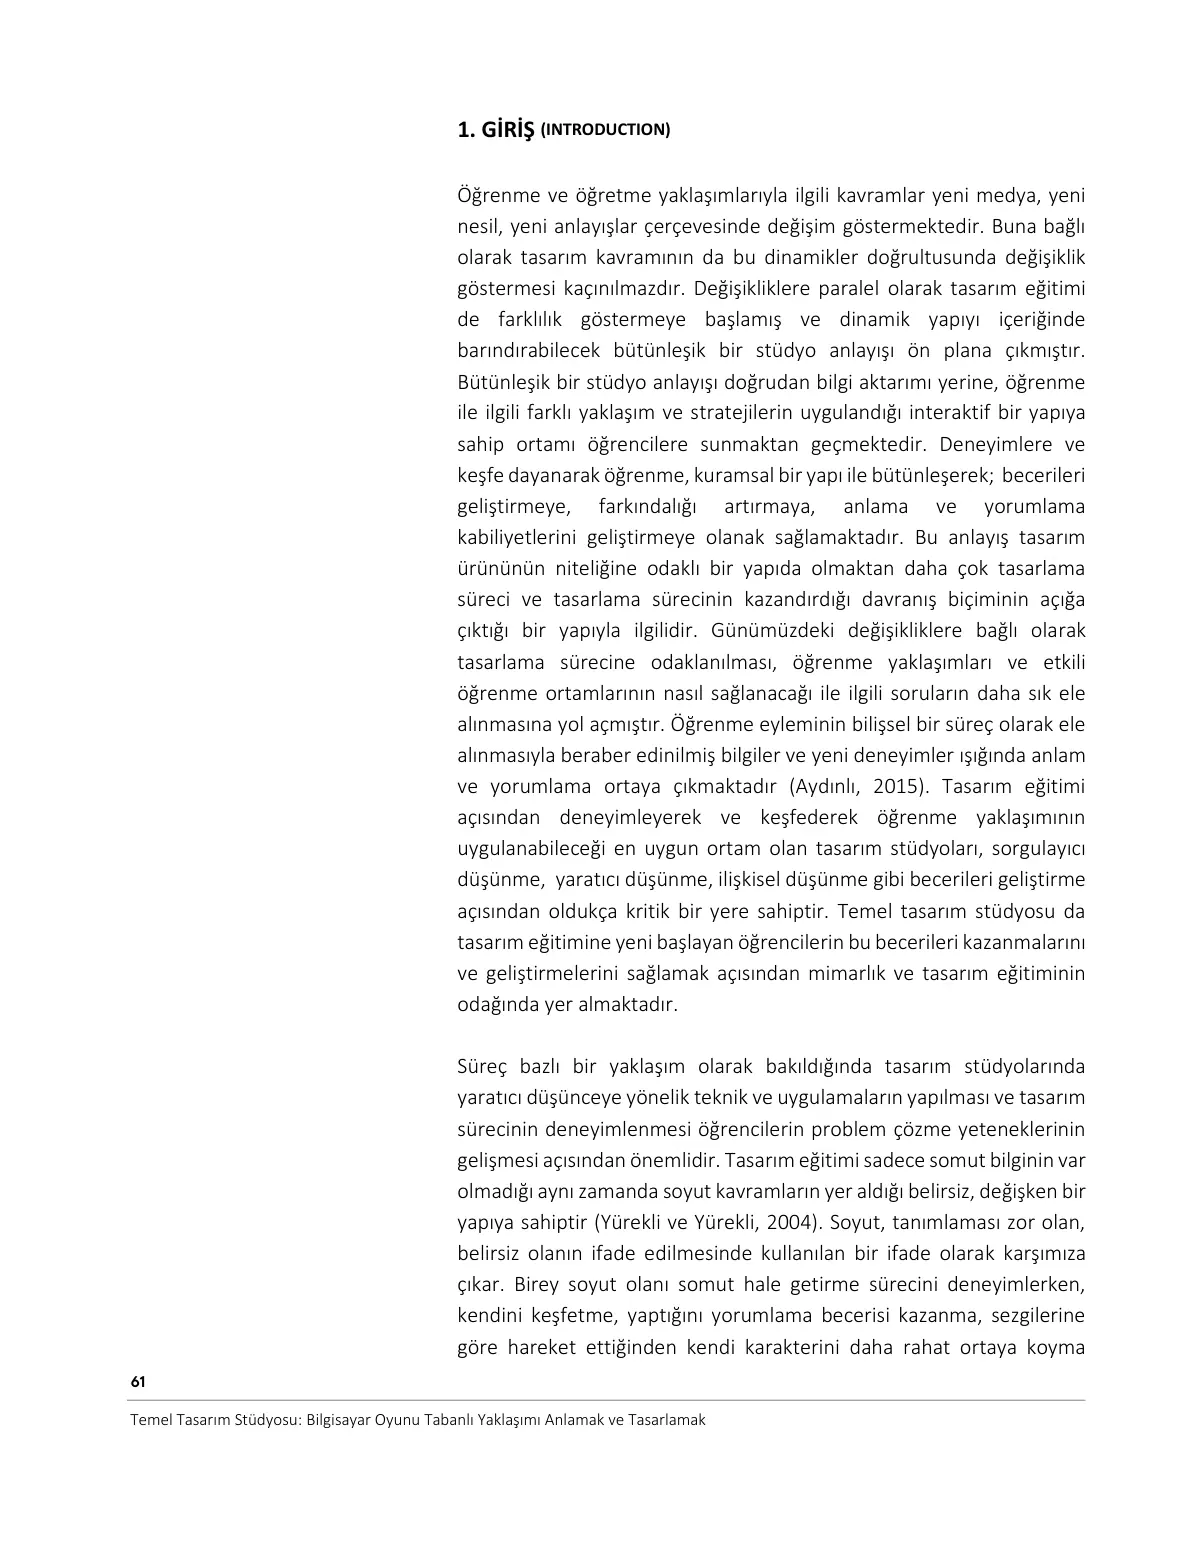 1. GİRİŞ (INTRODUCTION)
Öğrenme ve öğretme yaklaşımlarıyla ilgili kavramlar yeni medya, yeni
nesil, yeni anlayışlar çerçevesinde değişim göstermektedir. Buna bağlı
olarak tasarım kavramının da bu dinamikler doğrultusunda değişiklik
göstermesi kaçınılmazdır. Değişikliklere paralel olarak tasarım eğitimi
de farklılık göstermeye başlamış ve dinamik yapıyı içeriğinde
barındırabilecek bütünleşik bir stüdyo anlayışı ön plana çıkmıştır.
Bütünleşik bir stüdyo anlayışı doğrudan bilgi aktarımı yerine, öğrenme
ile ilgili farklı yaklaşım ve stratejilerin uygulandığı interaktif bir yapıya
sahip ortamı öğrencilere sunmaktan geçmektedir. Deneyimlere ve
keşfe dayanarak öğrenme, kuramsal bir yapı ile bütünleşerek; becerileri
geliştirmeye, farkındalığı artırmaya, anlama ve yorumlama
kabiliyetlerini geliştirmeye olanak sağlamaktadır. Bu anlayış tasarım
ürününün niteliğine odaklı bir yapıda olmaktan daha çok tasarlama
süreci ve tasarlama sürecinin kazandırdığı davranış biçiminin açığa
çıktığı bir yapıyla ilgilidir. Günümüzdeki değişikliklere bağlı olarak
tasarlama sürecine odaklanılması, öğrenme yaklaşımları ve etkili
öğrenme ortamlarının nasıl sağlanacağı ile ilgili soruların daha sık ele
alınmasına yol açmıştır. Öğrenme eyleminin bilişsel bir süreç olarak ele
alınmasıyla beraber edinilmiş bilgiler ve yeni deneyimler ışığında anlam
ve yorumlama ortaya çıkmaktadır (Aydınlı, 2015). Tasarım eğitimi
açısından deneyimleyerek ve keşfederek öğrenme yaklaşımının
uygulanabileceği en uygun ortam olan tasarım stüdyoları, sorgulayıcı
düşünme, yaratıcı düşünme, ilişkisel düşünme gibi becerileri geliştirme
açısından oldukça kritik bir yere sahiptir. Temel tasarım stüdyosu da
tasarım eğitimine yeni başlayan öğrencilerin bu becerileri kazanmalarını
ve geliştirmelerini sağlamak açısından mimarlık ve tasarım eğitiminin
odağında yer almaktadır.
Süreç bazlı bir yaklaşım olarak bakıldığında tasarım stüdyolarında
yaratıcı düşünceye yönelik teknik ve uygulamaların yapılması ve tasarım
sürecinin deneyimlenmesi öğrencilerin problem çözme yeteneklerinin
gelişmesi açısından önemlidir. Tasarım eğitimi sadece somut bilginin var
olmadığı aynı zamanda soyut kavramların yer aldığı belirsiz, değişken bir
yapıya sahiptir (Yürekli ve Yürekli, 2004). Soyut, tanımlaması zor olan,
belirsiz olanın ifade edilmesinde kullanılan bir ifade olarak karşımıza
çıkar. Birey soyut olanı somut hale getirme sürecini deneyimlerken,
kendini keşfetme, yaptığını yorumlama becerisi kazanma, sezgilerine
göre hareket ettiğinden kendi karakterini daha rahat ortaya koyma
61
Temel Tasarım Stüdyosu: Bilgisayar Oyunu Tabanlı Yaklaşımı Anlamak ve Tasarlamak